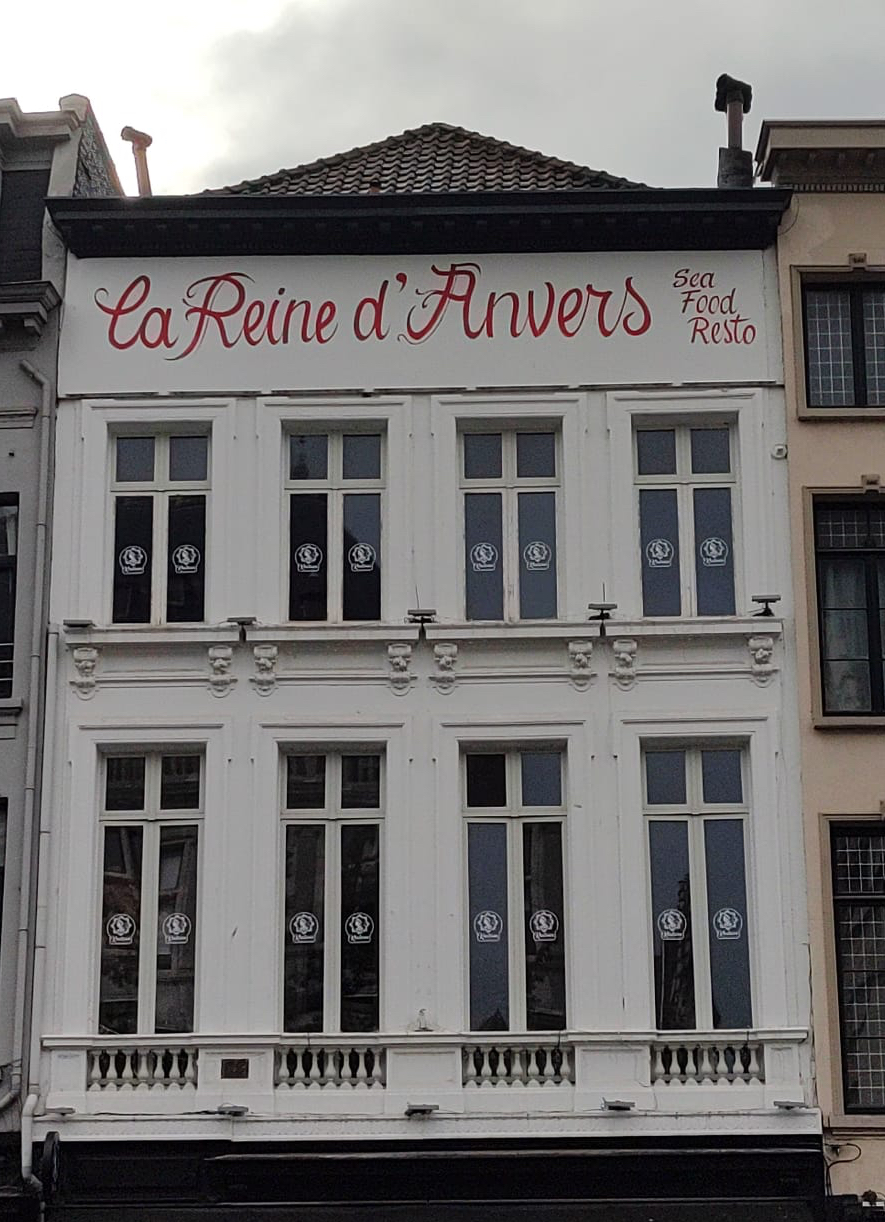 La Reine d'Anvers
Sea
Food
Resto